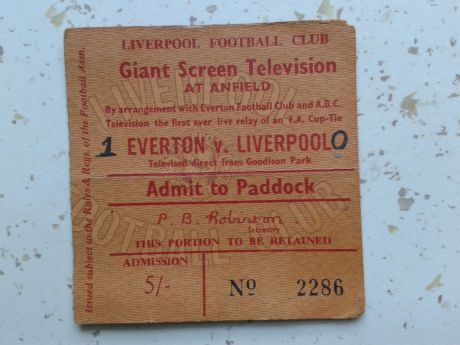 LIVERPOOL FOOTBALL CLUB
Giant Screen Television
AT ANFIELD
By arrangement with Everton Football Club and A.B.C.
Television the first ever live relay of an F.A. Cup-Tie
1 EVERTON v. LIVERPOOL 0
Televised direct from Goodison Park
Admit to Paddock
P. B. Robinson
Secretary
THIS PORTION TO BE RETAINED
ADMISSION
5/-
No 2286
Issued subject to the Rules & Regs. of the Football Assn.
LIVERPOOL
FOOTBALL CLUB